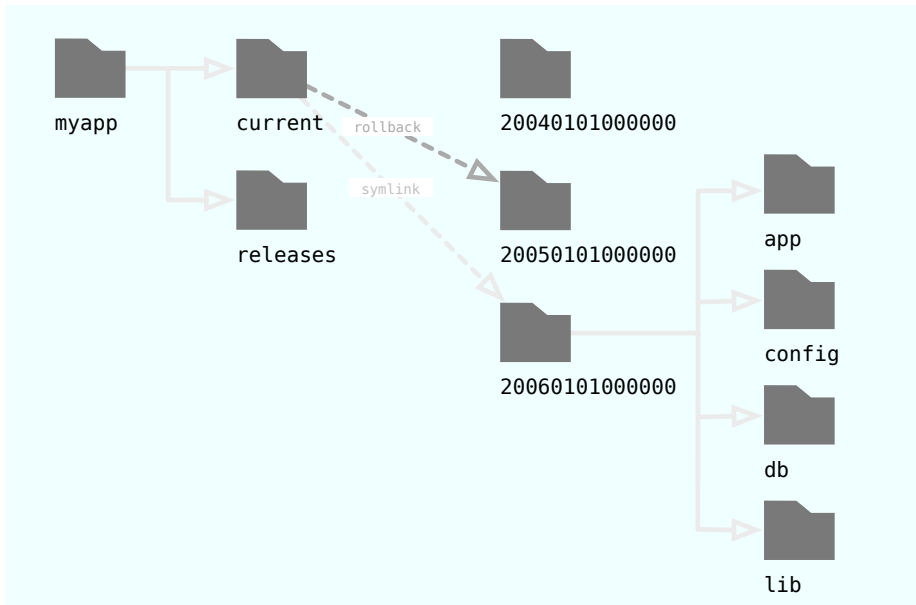 myapp
current
releases
rollback
symlink
20040101000000
20050101000000
20060101000000
app
config
db
lib